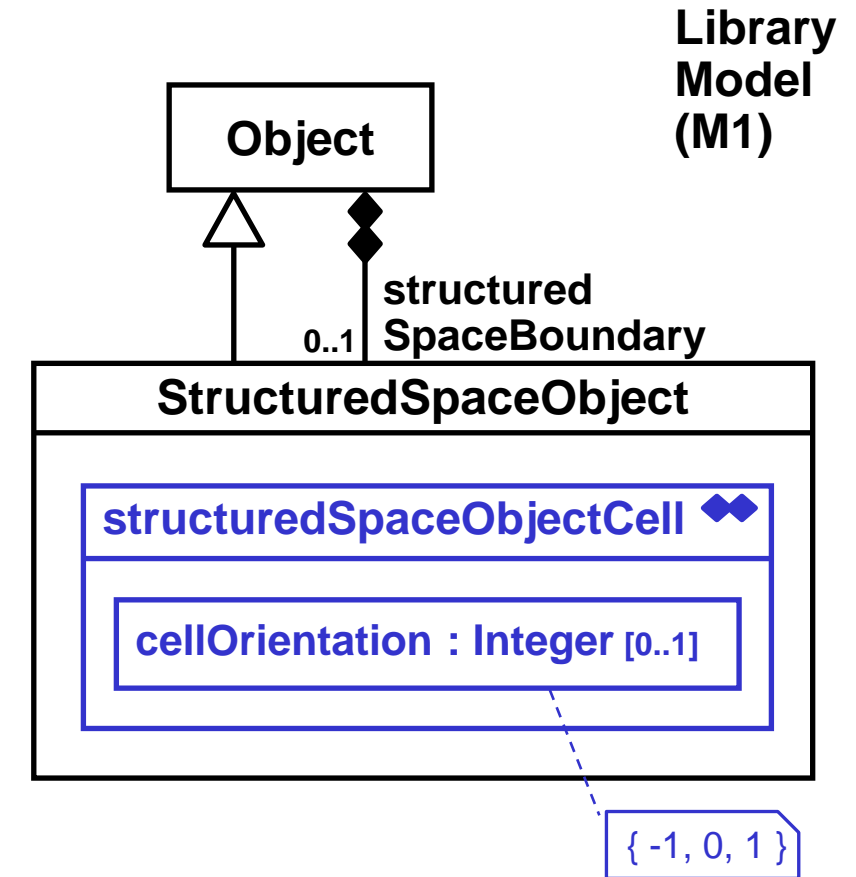 Library
Model
(M1)
Object
structured
0..1 SpaceBoundary
StructuredSpaceObject
structuredSpaceObjectCell
cellOrientation : Integer [0..1]
{ -1, 0, 1 }